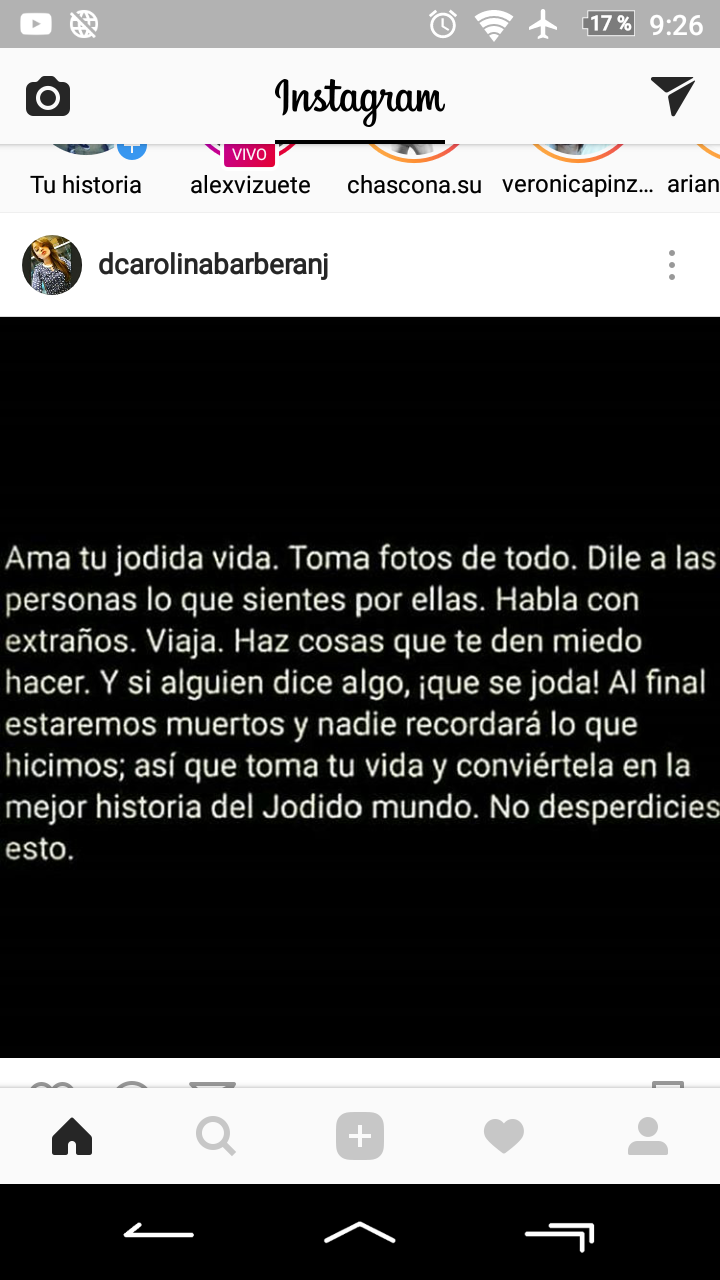 17 % 9:26
Instagram
VIVO
Tu historia alexvizuete chascona.su veronicapinz... arian
dcarolinabarberanj
Ama tu jodida vida. Toma fotos de todo. Dile a las
personas lo que sientes por ellas. Habla con
extraños. Viaja. Haz cosas que te den miedo
hacer. Y si alguien dice algo, ¡que se joda! Al final
estaremos muertos y nadie recordará lo que
hicimos; así que toma tu vida y conviértela en la
mejor historia del Jodido mundo. No desperdicies
esto.